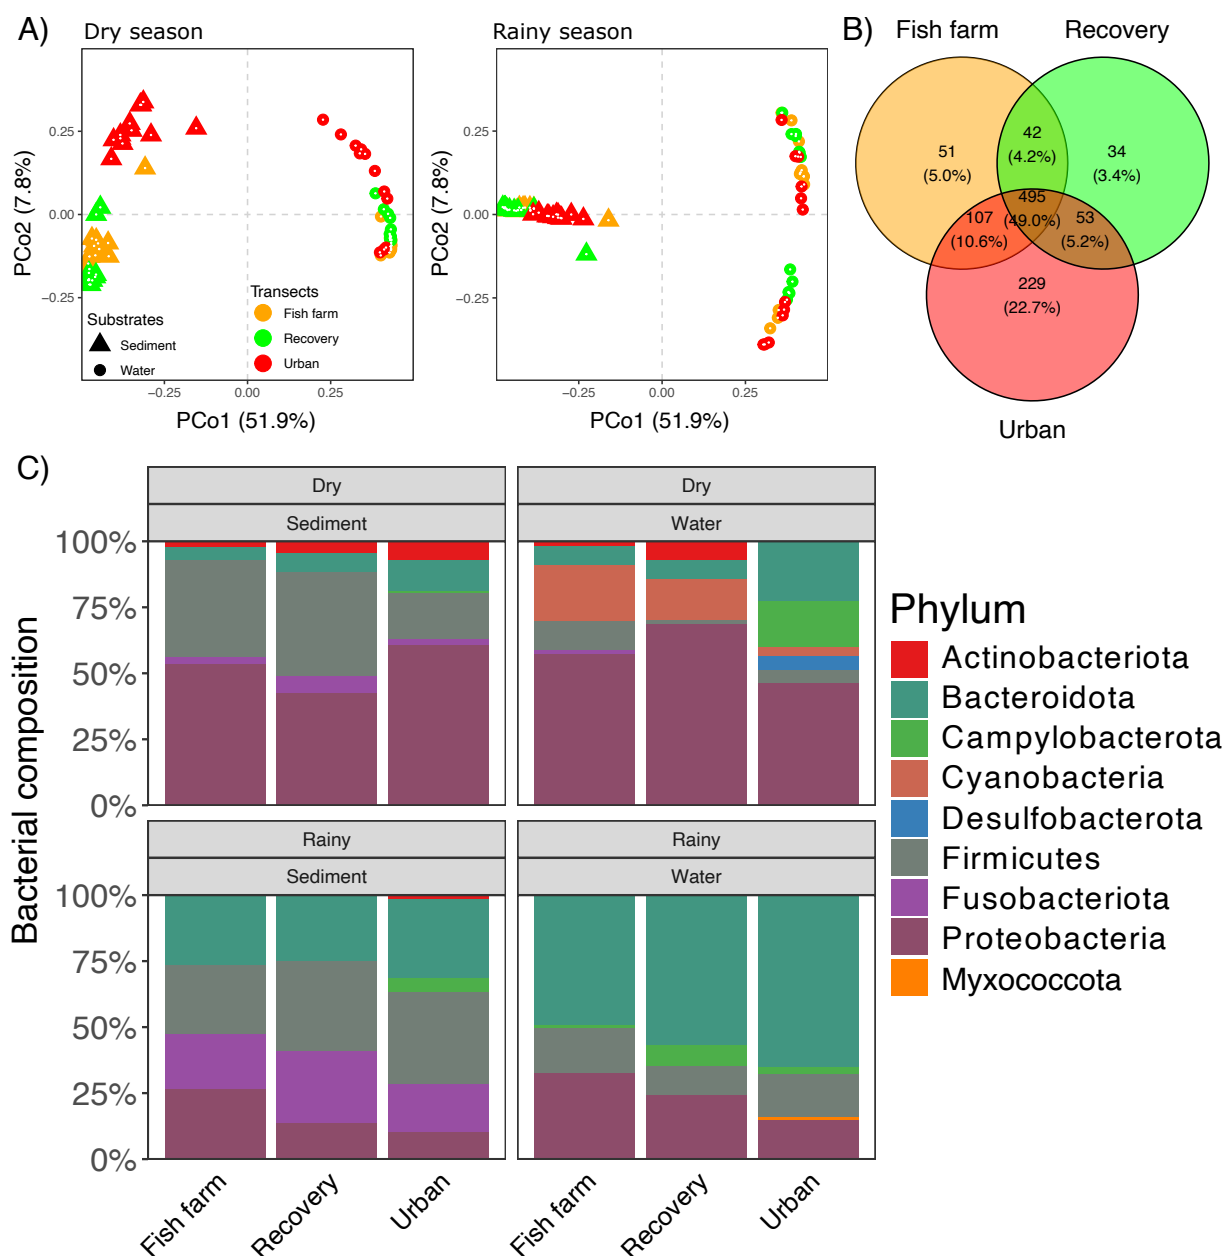 A)
Dry season
PCo2 (7.8%)
0.25
0.00
−0.25
−0.25
0.00
0.25
PCo1 (51.9%)
Substrates
Sediment
Water
Transects
Fish farm
Recovery
Urban
Rainy season
PCo2 (7.8%)
0.25
0.00
−0.25
−0.25
0.00
0.25
PCo1 (51.9%)
B)
Fish farm
Recovery
51
(5.0%)
42
(4.2%)
34
(3.4%)
495
(49.0%)
107
(10.6%)
53
(5.2%)
229
(22.7%)
Urban
C)
Bacterial composition
Dry
Sediment
Dry
Water
100%
75%
50%
25%
0%
Rainy
Sediment
Rainy
Water
100%
75%
50%
25%
0%
Fish farm
Recovery
Urban
Fish farm
Recovery
Urban
Phylum
Actinobacteriota
Bacteroidota
Campylobacterota
Cyanobacteria
Desulfobacterota
Firmicutes
Fusobacteriota
Proteobacteria
Myxococcota